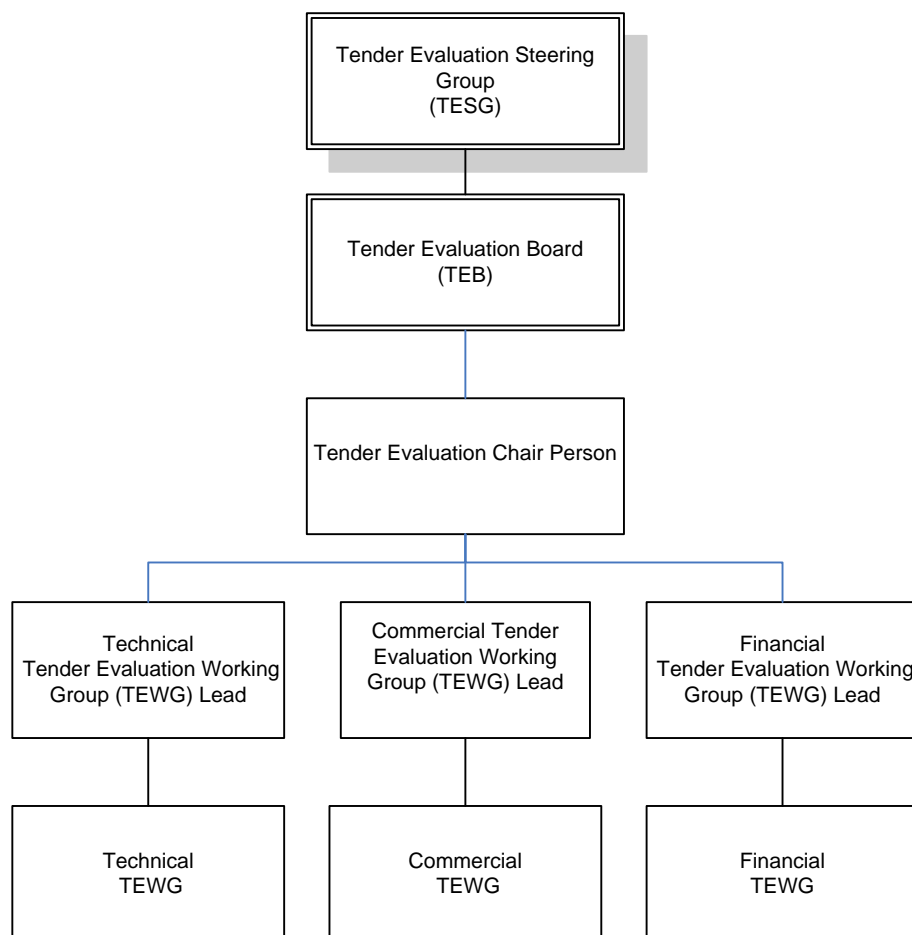 Tender Evaluation Steering
Group
(TESG)
Tender Evaluation Board
(TEB)
Tender Evaluation Chair Person
Technical
Tender Evaluation Working
Group (TEWG) Lead
Commercial Tender
Evaluation Working
Group (TEWG) Lead
Financial
Tender Evaluation Working
Group (TEWG) Lead
Technical
TEWG
Commercial
TEWG
Financial
TEWG